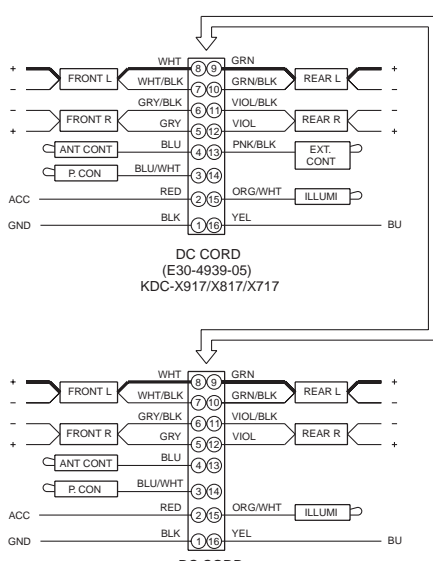 WHT 8 9 GRN
+ FRONT L REAR L +
− WHT/BLK 7 10 GRN/BLK −
− GRY/BLK 6 11 VIOL/BLK −
+ FRONT R GRY 5 12 VIOL REAR R +
ANT CONT BLU 4 13 PNK/BLK EXT. CONT
P. CON BLU/WHT 3 14
ACC RED 2 15 ORG/WHT ILLUMI
GND BLK 1 16 YEL BU
DC CORD
(E30-4939-05)
KDC-X917/X817/X717
WHT 8 9 GRN
+ FRONT L REAR L +
− WHT/BLK 7 10 GRN/BLK −
− GRY/BLK 6 11 VIOL/BLK −
+ FRONT R GRY 5 12 VIOL REAR R +
ANT CONT BLU 4 13
P. CON BLU/WHT 3 14
ACC RED 2 15 ORG/WHT ILLUMI
GND BLK 1 16 YEL BU
DC CORD